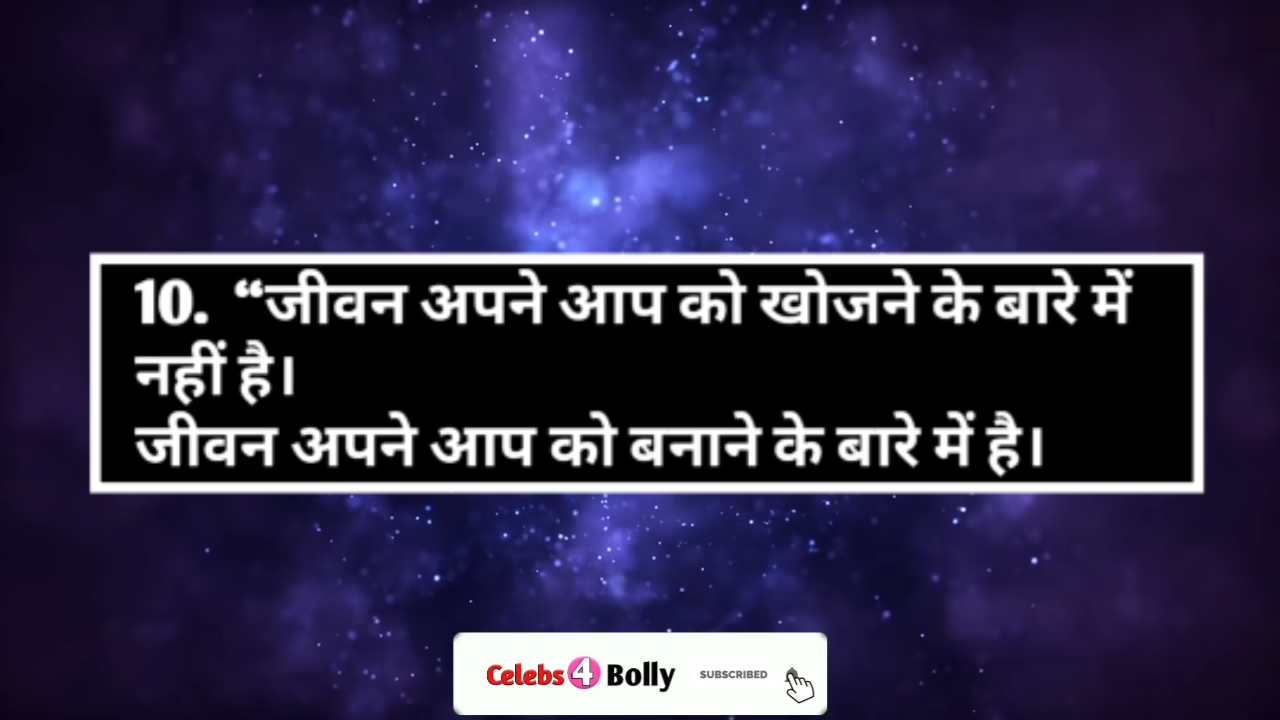 10. “जीवन अपने आप को खोजने के बारे में
नहीं है।
जीवन अपने आप को बनाने के बारे में है।
Celebs 4 Bolly SUBSCRIBED